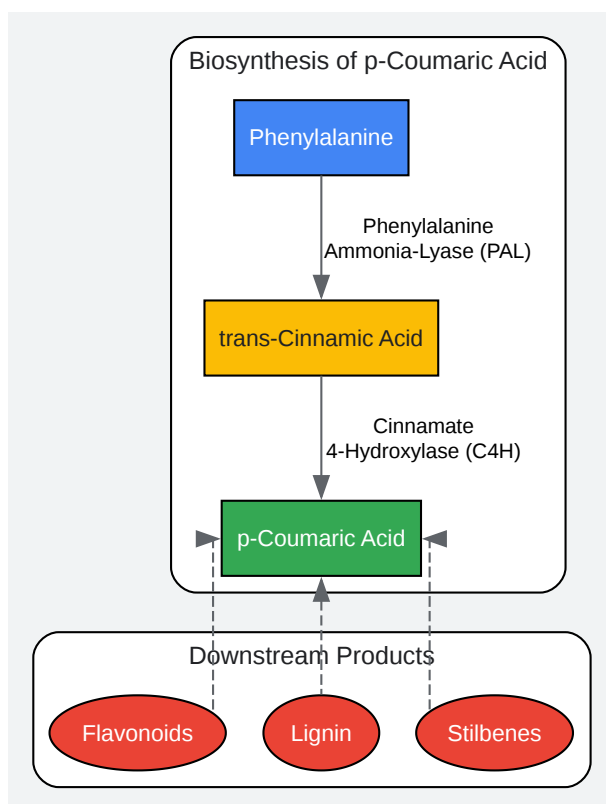 Biosynthesis of p-Coumaric Acid
Phenylalanine
Phenylalanine
Ammonia-Lyase (PAL)
trans-Cinnamic Acid
Cinnamate
4-Hydroxylase (C4H)
p-Coumaric Acid
Downstream Products
Flavonoids
Lignin
Stilbenes